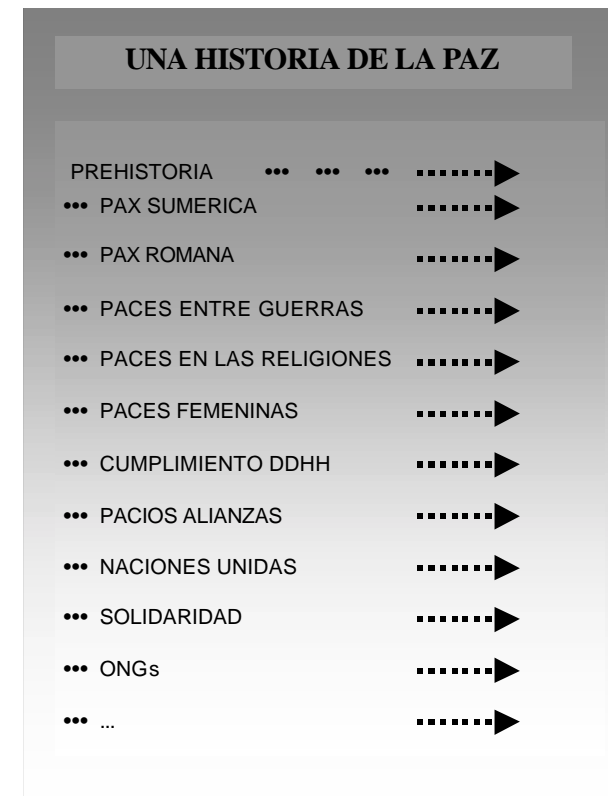 UNA HISTORIA DE LA PAZ
PREHISTORIA ••• ••• •••
••• PAX SUMERICA
••• PAX ROMANA
••• PACES ENTRE GUERRAS
••• PACES EN LAS RELIGIONES
••• PACES FEMENINAS
••• CUMPLIMIENTO DDHH
••• PACIOS ALIANZAS
••• NACIONES UNIDAS
••• SOLIDARIDAD
••• ONGs
••• ...